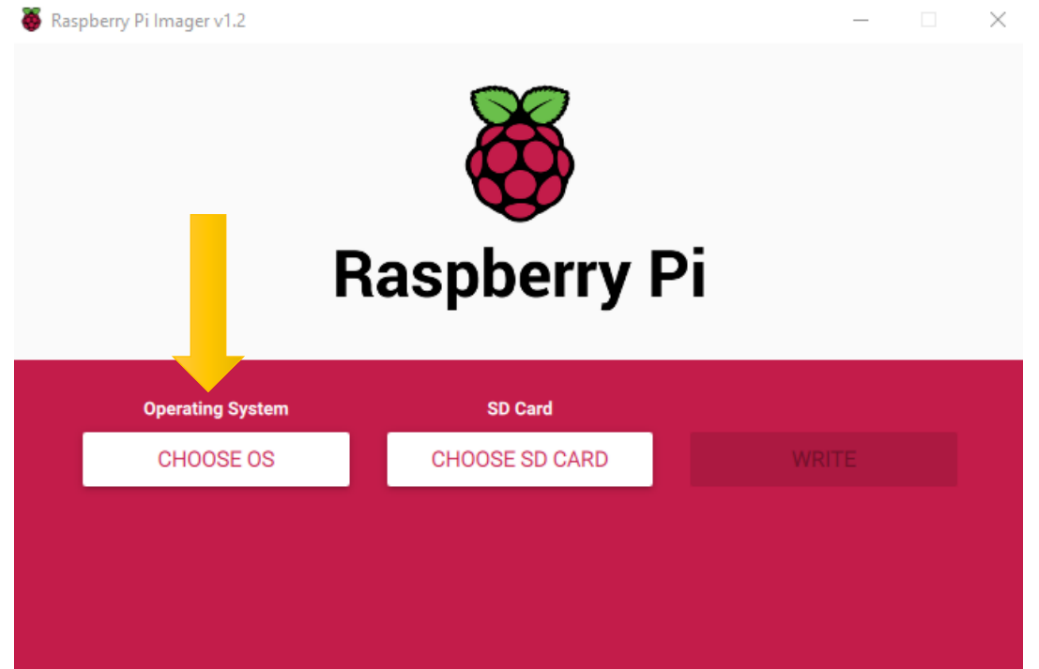 Raspberry Pi Imager v1.2
Raspberry Pi
Operating System
SD Card
CHOOSE OS
CHOOSE SD CARD
WRITE